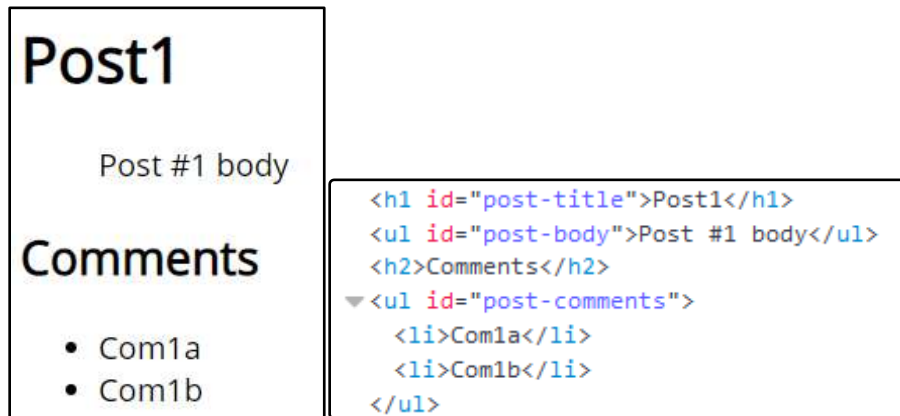 Post1
Post #1 body
Comments
• Com1a
• Com1b
<h1 id="post-title">Post1</h1>
<ul id="post-body">Post #1 body</ul>
<h2>Comments</h2>
<ul id="post-comments">
<li>Com1a</li>
<li>Com1b</li>
</ul>